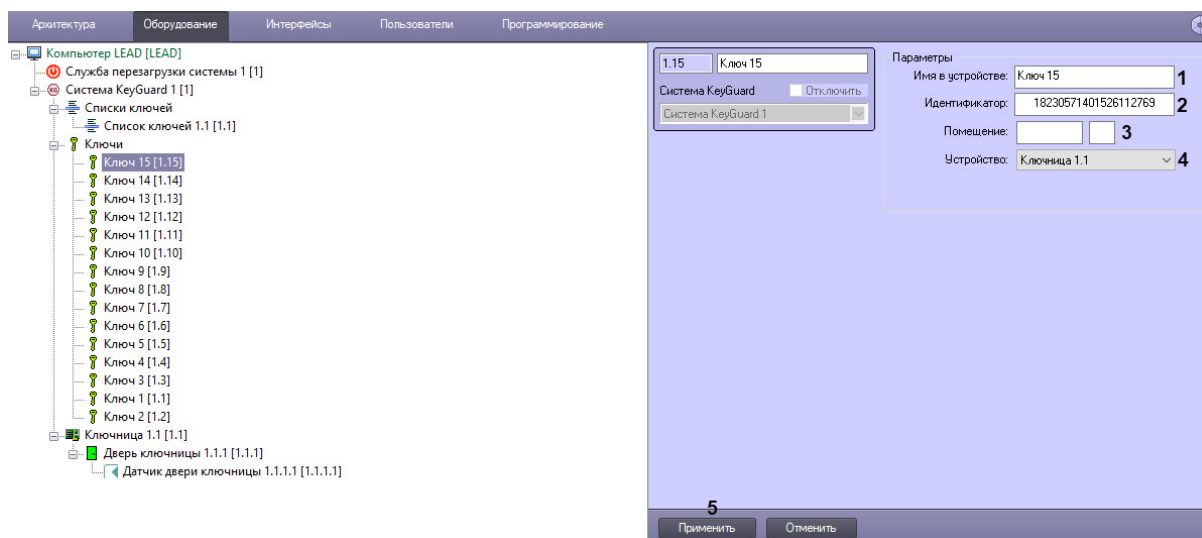 Архитектура Оборудование Интерфейсы Пользователи Программирование
Компьютер LEAD [LEAD]
Служба перезагрузки системы 1 [1]
Система KeyGuard 1 [1]
Списки ключей
Список ключей 1.1 [1.1]
Ключи
Ключ 15 [1.15]
Ключ 14 [1.14]
Ключ 13 [1.13]
Ключ 12 [1.12]
Ключ 11 [1.11]
Ключ 10 [1.10]
Ключ 9 [1.9]
Ключ 8 [1.8]
Ключ 7 [1.7]
Ключ 6 [1.6]
Ключ 5 [1.5]
Ключ 4 [1.4]
Ключ 3 [1.3]
Ключ 1 [1.1]
Ключ 2 [1.2]
Ключница 1.1 [1.1]
Дверь ключницы 1.1.1 [1.1.1]
Датчик двери ключницы 1.1.1.1 [1.1.1.1]
1.15 Ключ 15
Система KeyGuard Отключить
Система KeyGuard 1
Параметры
Имя в устройстве: Ключ 15 1
Идентификатор: 18230571401526112769 2
Помещение: 3
Устройство: Ключница 1.1 4
5
Применить Отменить